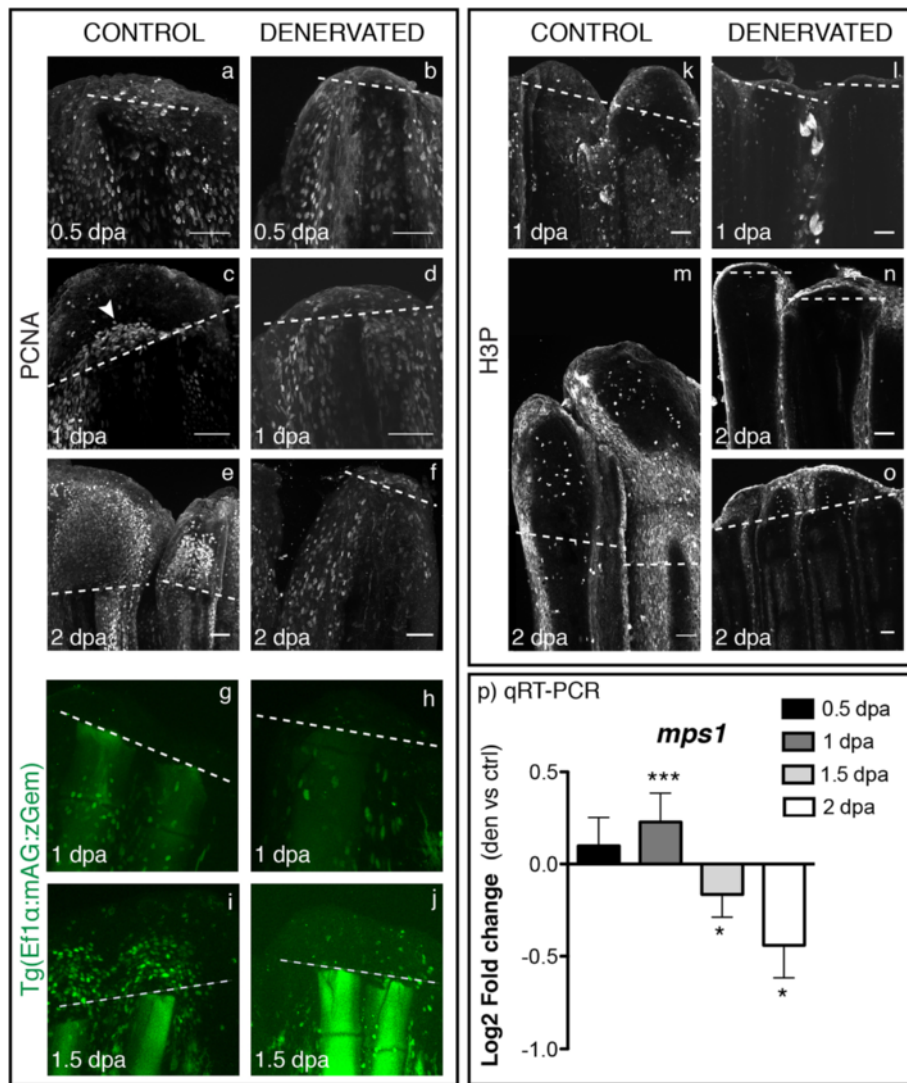 CONTROL DENERVATED
PCNA
a
0.5 dpa
b
0.5 dpa
c
1 dpa
d
1 dpa
e
2 dpa
f
2 dpa
Tg(Ef1α:mAG:zGem)
g
1 dpa
h
1 dpa
i
1.5 dpa
j
1.5 dpa
CONTROL DENERVATED
H3P
k
1 dpa
l
1 dpa
m
2 dpa
n
2 dpa
o
2 dpa
p) qRT-PCR
mps1
0.5 dpa
1 dpa
1.5 dpa
2 dpa
Log2 Fold change (den vs ctrl)
0.5
0.0
-0.5
-1.0
***
*
*